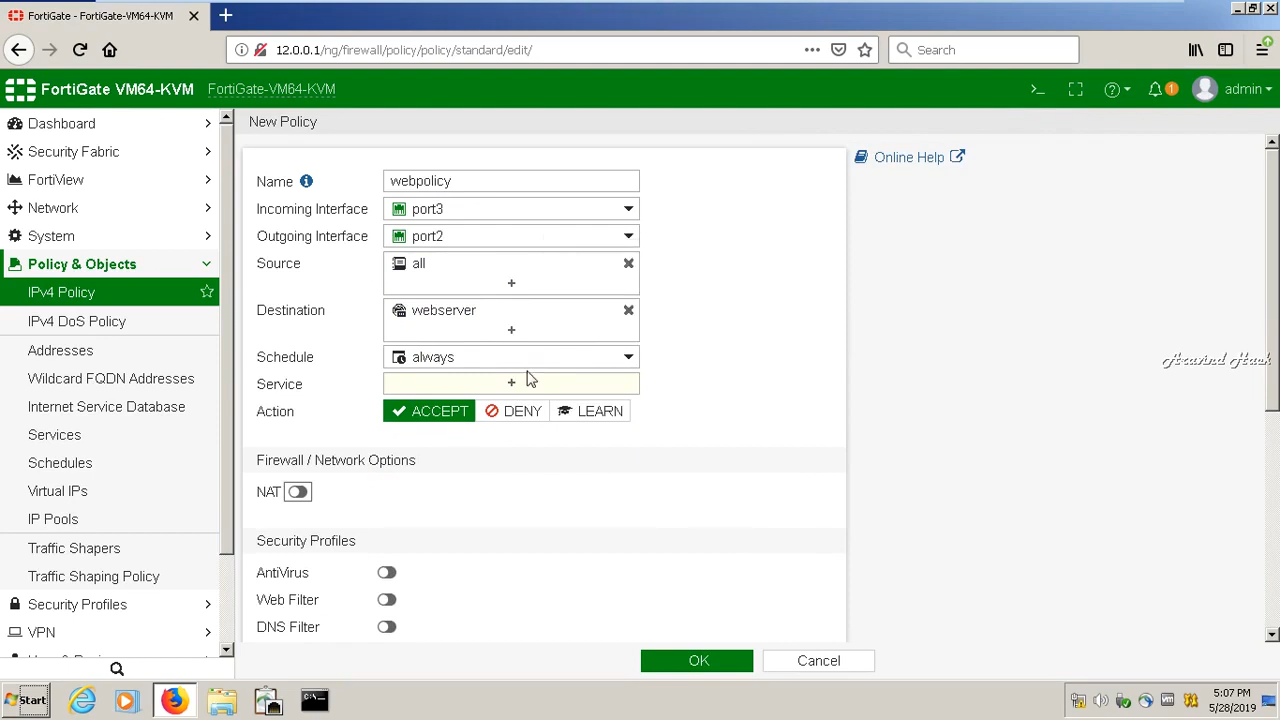 FortiGate - FortiGate VM64-KVM
12.0.0.1/ng/firewall/policy/policy/standard/edit/
Search
FortiGate VM64-KVM
FortiGate-VM64-KVM
1
admin
Dashboard
Security Fabric
FortiView
Network
System
Policy & Objects
IPv4 Policy
IPv4 DoS Policy
Addresses
Wildcard FQDN Addresses
Internet Service Database
Services
Schedules
Virtual IPs
IP Pools
Traffic Shapers
Traffic Shaping Policy
Security Profiles
VPN
New Policy
Name webpolicy
Incoming Interface port3
Outgoing Interface port2
Source all
Destination webserver
Schedule always
Service
Action ACCEPT DENY LEARN
Firewall / Network Options
NAT
Security Profiles
AntiVirus
Web Filter
DNS Filter
OK Cancel
Online Help
Aravind Hack
Start
5:07 PM
5/28/2019